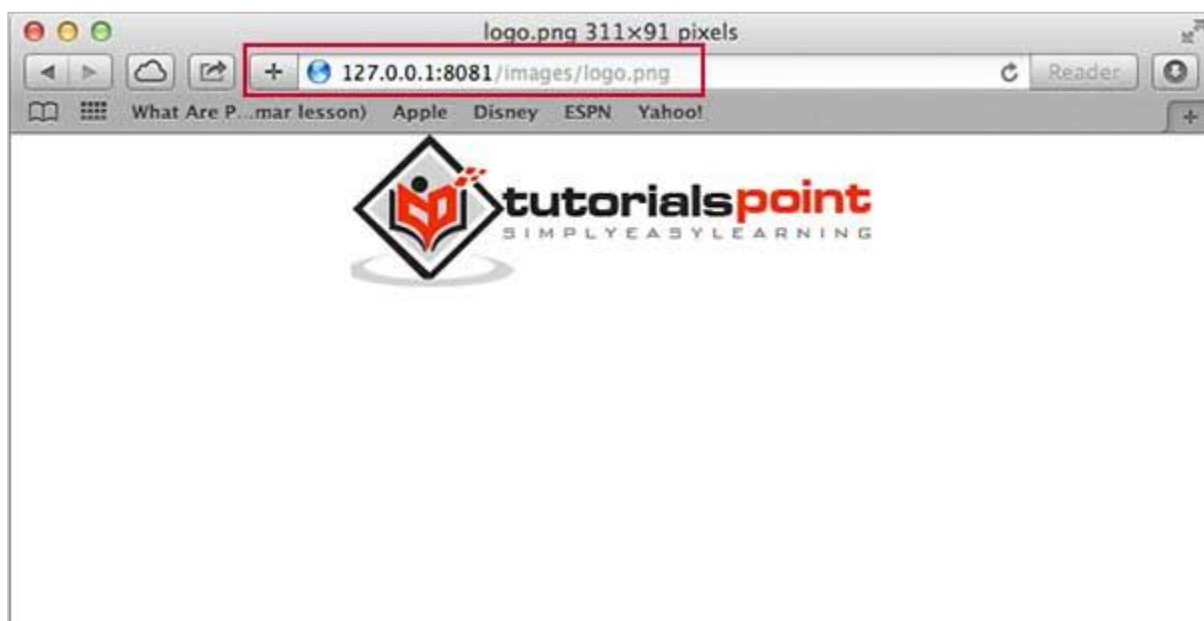 logo.png 311×91 pixels
127.0.0.1:8081/images/logo.png
Reader
What Are P...mar lesson) Apple Disney ESPN Yahoo!
tutorialspoint
SIMPLYEASYLEARNING